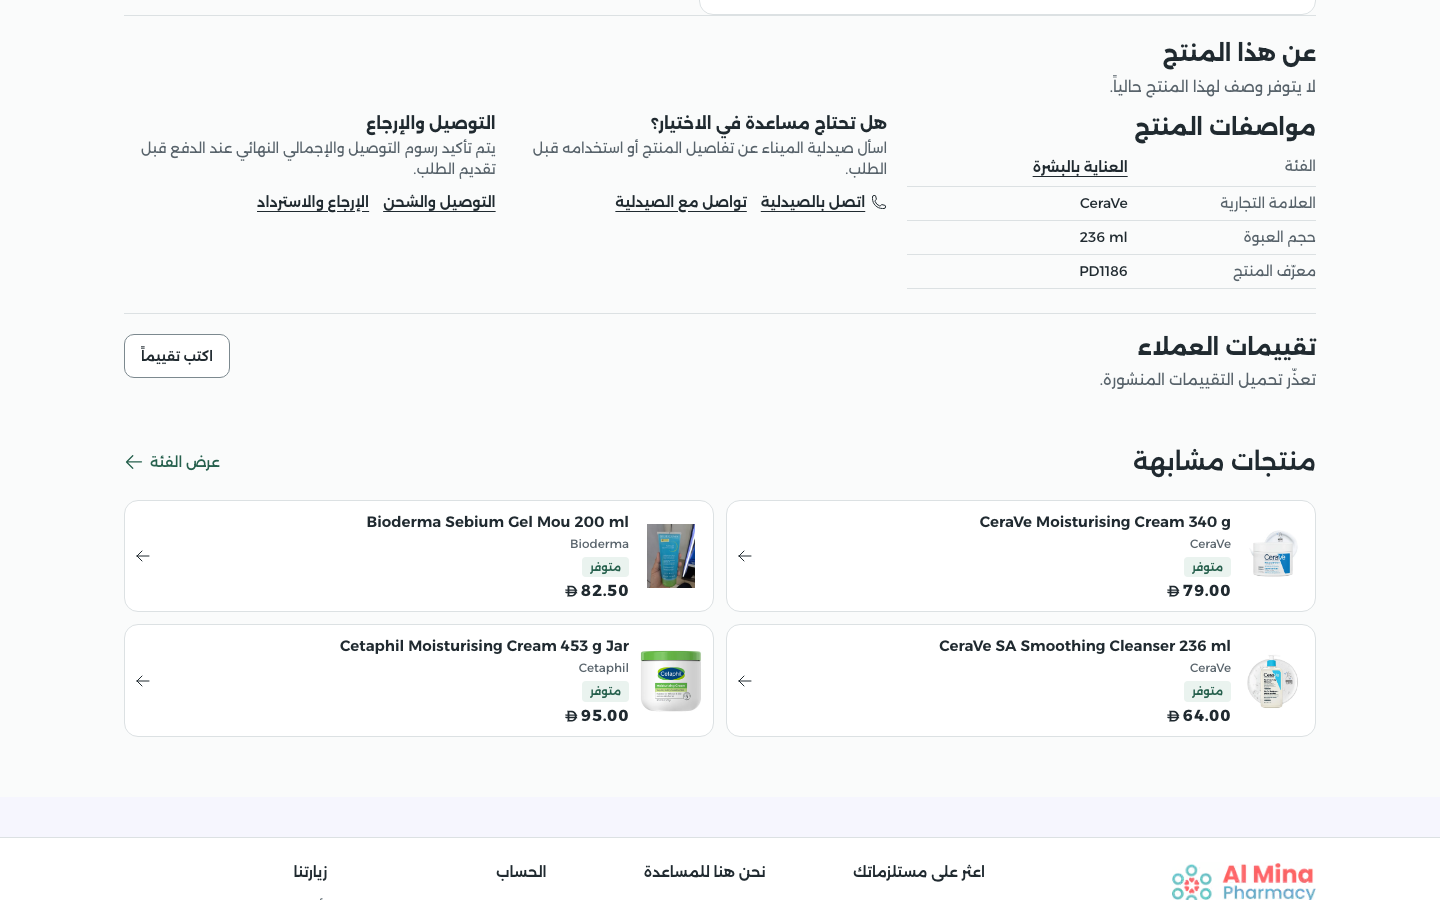 عن هذا المنتج
لا يتوفر وصف لهذا المنتج حالياً.
مواصفات المنتج
الفئة العناية بالبشرة
العلامة التجارية CeraVe
حجم العبوة 236 ml
معرّف المنتج PD1186
هل تحتاج مساعدة في الاختيار؟
اسأل صيدلية الميناء عن تفاصيل المنتج أو استخدامه قبل
الطلب.
اتصل بالصيدلية تواصل مع الصيدلية
التوصيل والإرجاع
يتم تأكيد رسوم التوصيل والإجمالي النهائي عند الدفع قبل
تقديم الطلب.
التوصيل والشحن الإرجاع والاسترداد
تقييمات العملاء
تعذّر تحميل التقييمات المنشورة.
اكتب تقييماً
منتجات مشابهة
عرض الفئة
CeraVe Moisturising Cream 340 g
CeraVe
متوفر
79.00
Bioderma Sebium Gel Mou 200 ml
Bioderma
متوفر
82.50
CeraVe SA Smoothing Cleanser 236 ml
CeraVe
متوفر
64.00
Cetaphil Moisturising Cream 453 g Jar
Cetaphil
متوفر
95.00
Al Mina
Pharmacy
اعثر على مستلزماتك
نحن هنا للمساعدة
الحساب
زيارتنا